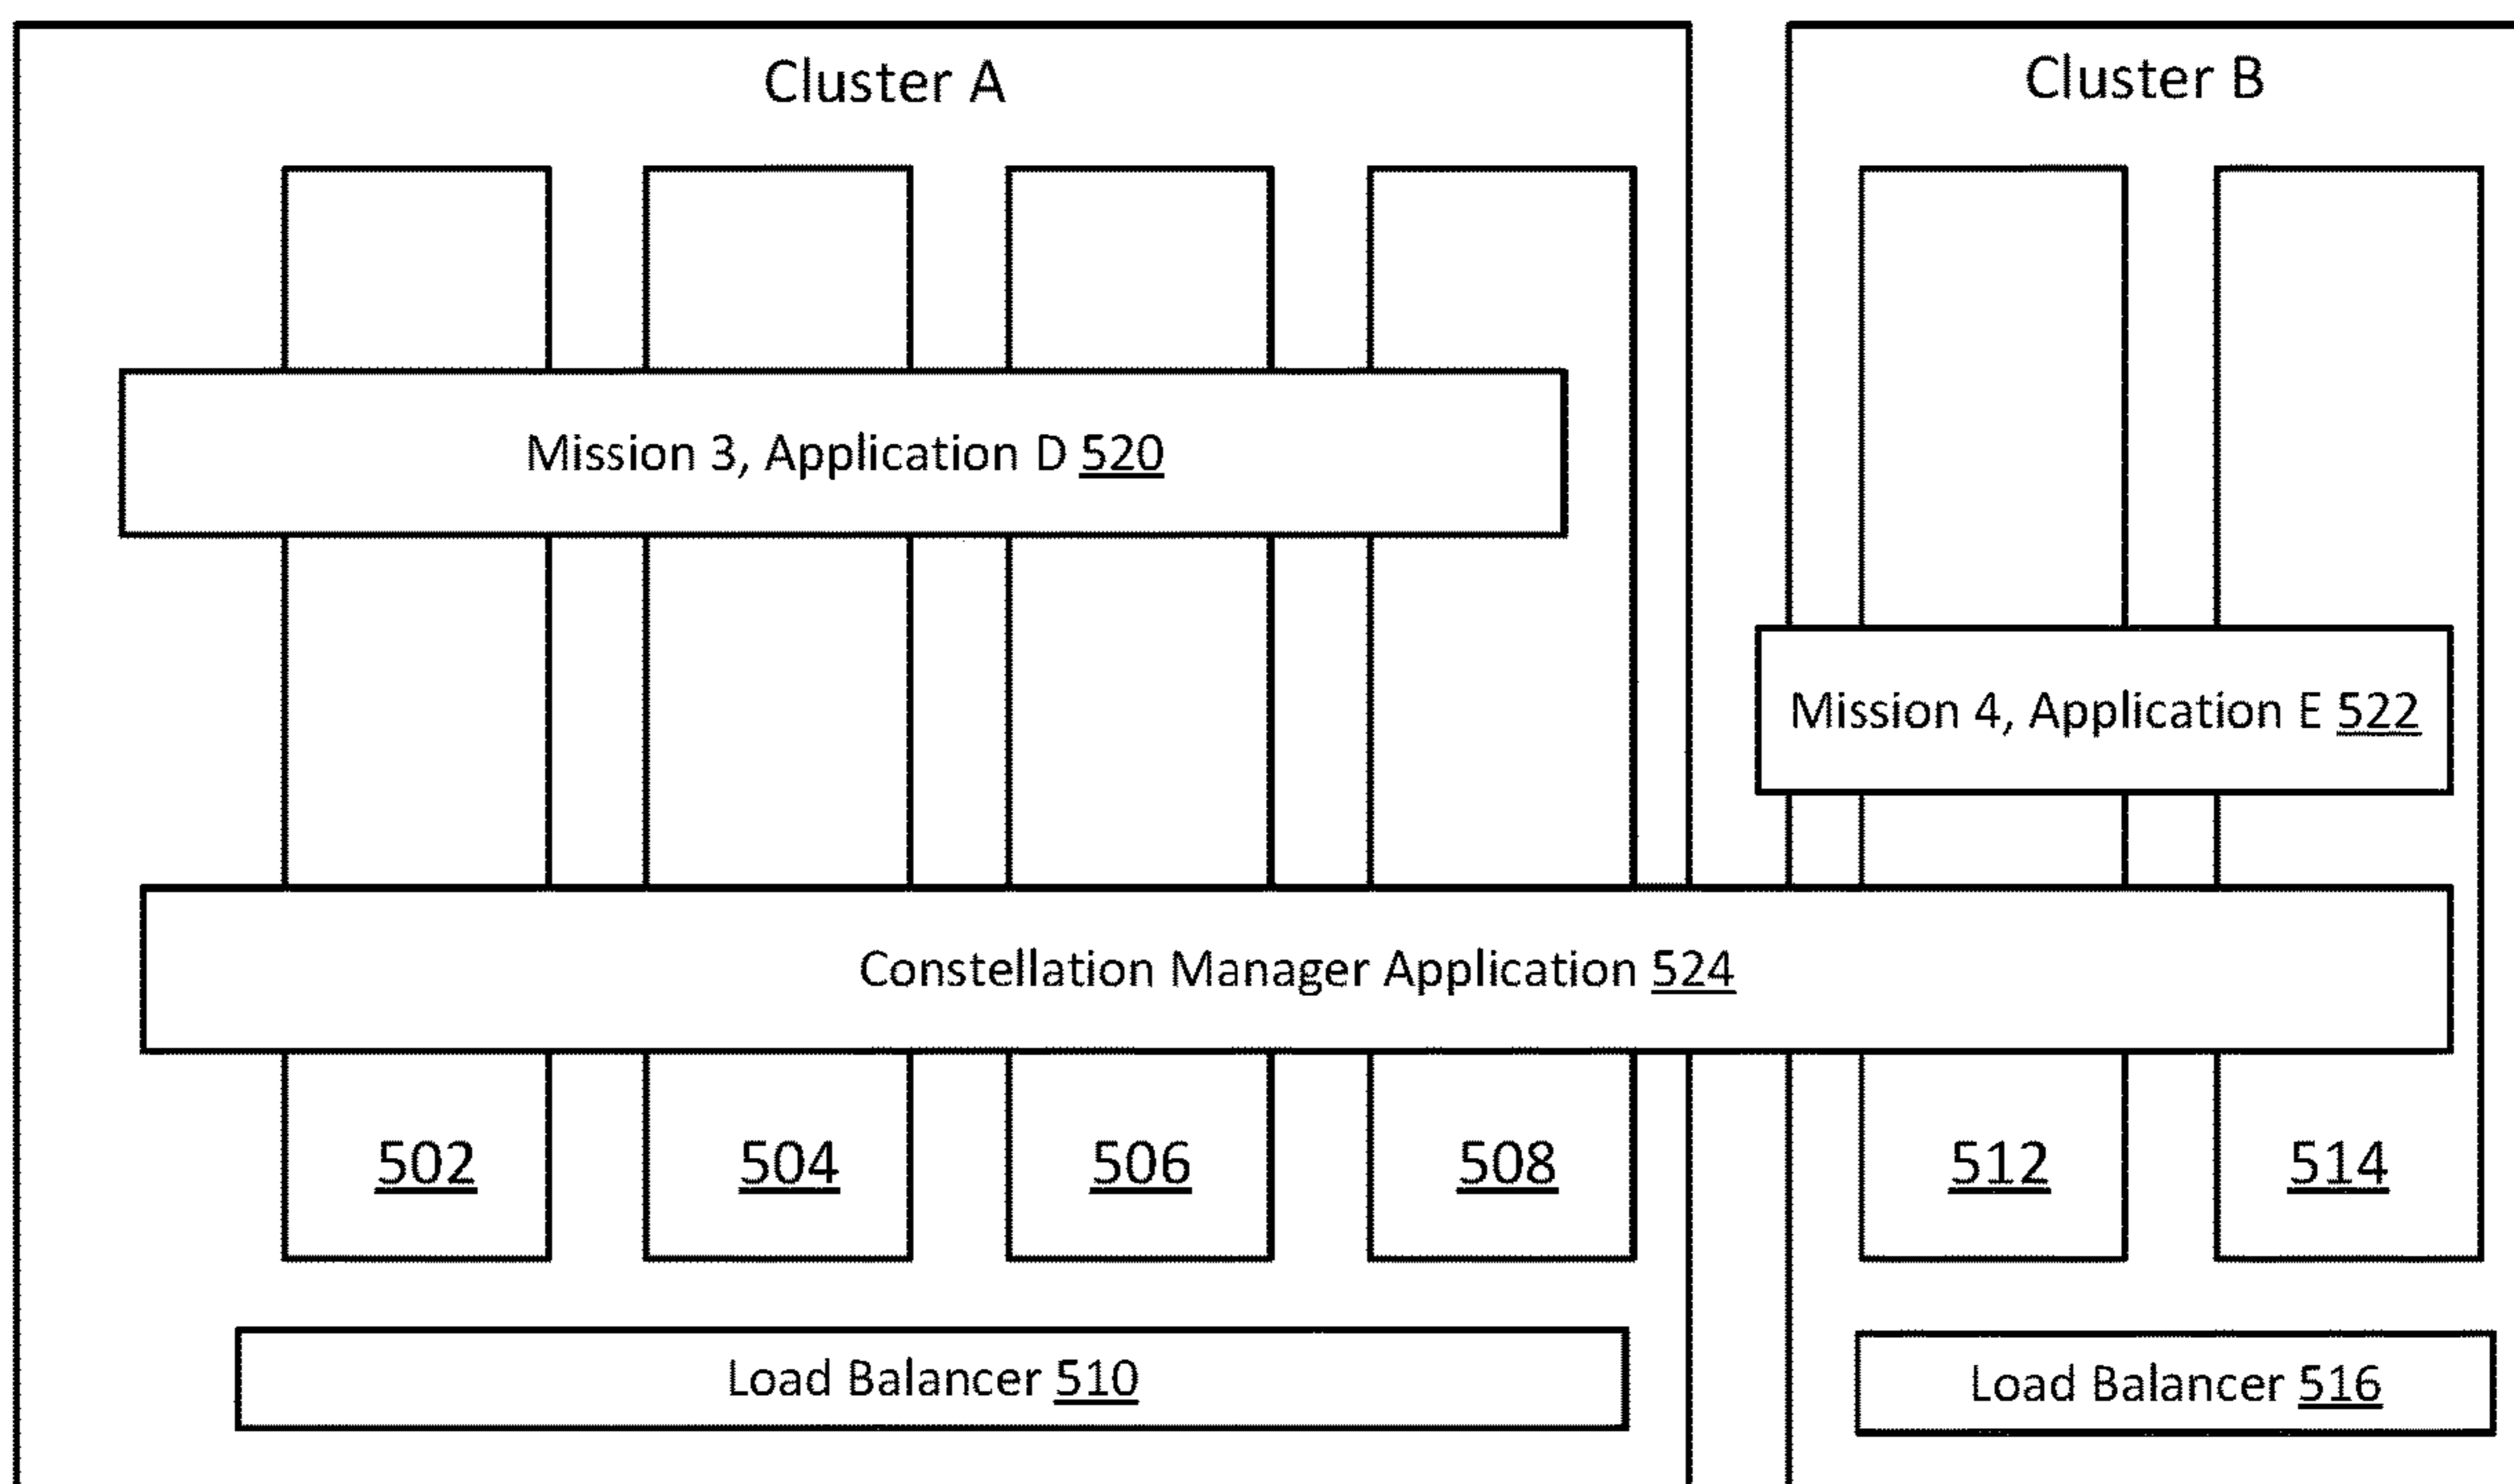 Cluster A
Cluster B
Mission 3, Application D 520
Mission 4, Application E 522
Constellation Manager Application 524
502
504
506
508
512
514
Load Balancer 510
Load Balancer 516